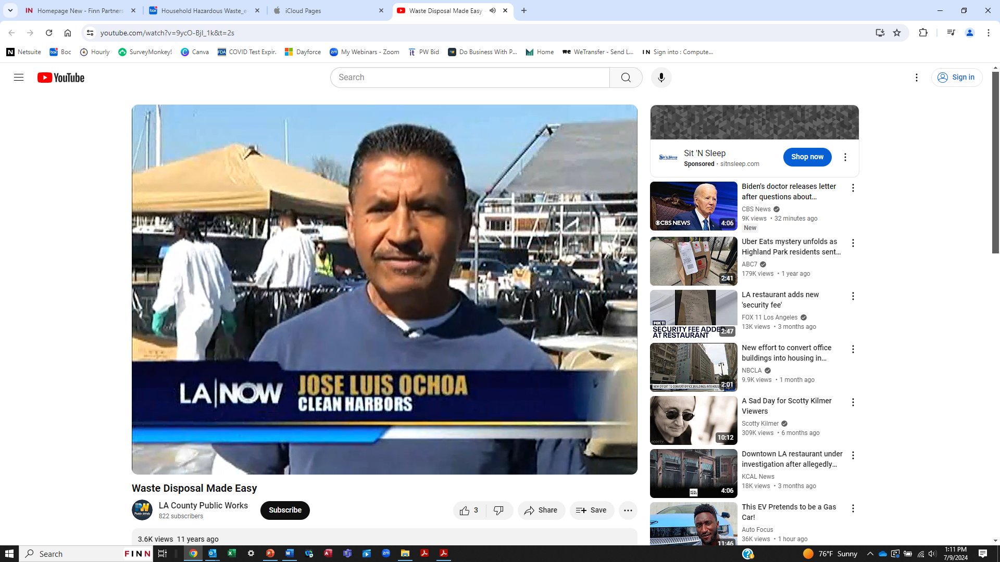 Homepage New - Finn Partners
Household Hazardous Waste_e-
iCloud Pages
Waste Disposal Made Easy -
youtube.com/watch?v=9ycO-BjI_1k&t=2s
Netsuite
Boc
Hourly
SurveyMonkey!
Canva
COVID Test Expir.
Dayforce
My Webinars - Zoom
PW Bid
Do Business With P...
Home
WeTransfer - Send L...
Sign into : Compute...
YouTube
Search
Sign in
LA|NOW
JOSE LUIS OCHOA
CLEAN HARBORS
Waste Disposal Made Easy
LA County Public Works
822 subscribers
Subscribe
3
Share
Save
3.6K views 11 years ago
Sit 'N Sleep
Sit 'N Sleep
Sponsored · sitnsleep.com
Shop now
CBS NEWS
4:06
Biden's doctor releases letter
after questions about...
CBS News
9K views • 32 minutes ago
New
2:41
Uber Eats mystery unfolds as
Highland Park residents sent...
ABC7
179K views • 1 year ago
FOX 11
SECURITY FEE ADDED
AT RESTAURANT
2:47
LA restaurant adds new
'security fee'
FOX 11 Los Angeles
13K views • 3 months ago
NEW EFFORT TO CONVERT OFFICE BUILDINGS INTO HOUS
2:01
New effort to convert office
buildings into housing in...
NBCLA
9.9K views • 1 month ago
10:12
A Sad Day for Scotty Kilmer
Viewers
Scotty Kilmer
309K views • 6 months ago
KCAL NEWS
4:06
Downtown LA restaurant under
investigation after allegedly...
KCAL News
18K views • 3 months ago
11:46
This EV Pretends to be a Gas
Car!
Auto Focus
36K views • 1 hour ago
Search
FINN
76°F Sunny
1:11 PM
7/9/2024